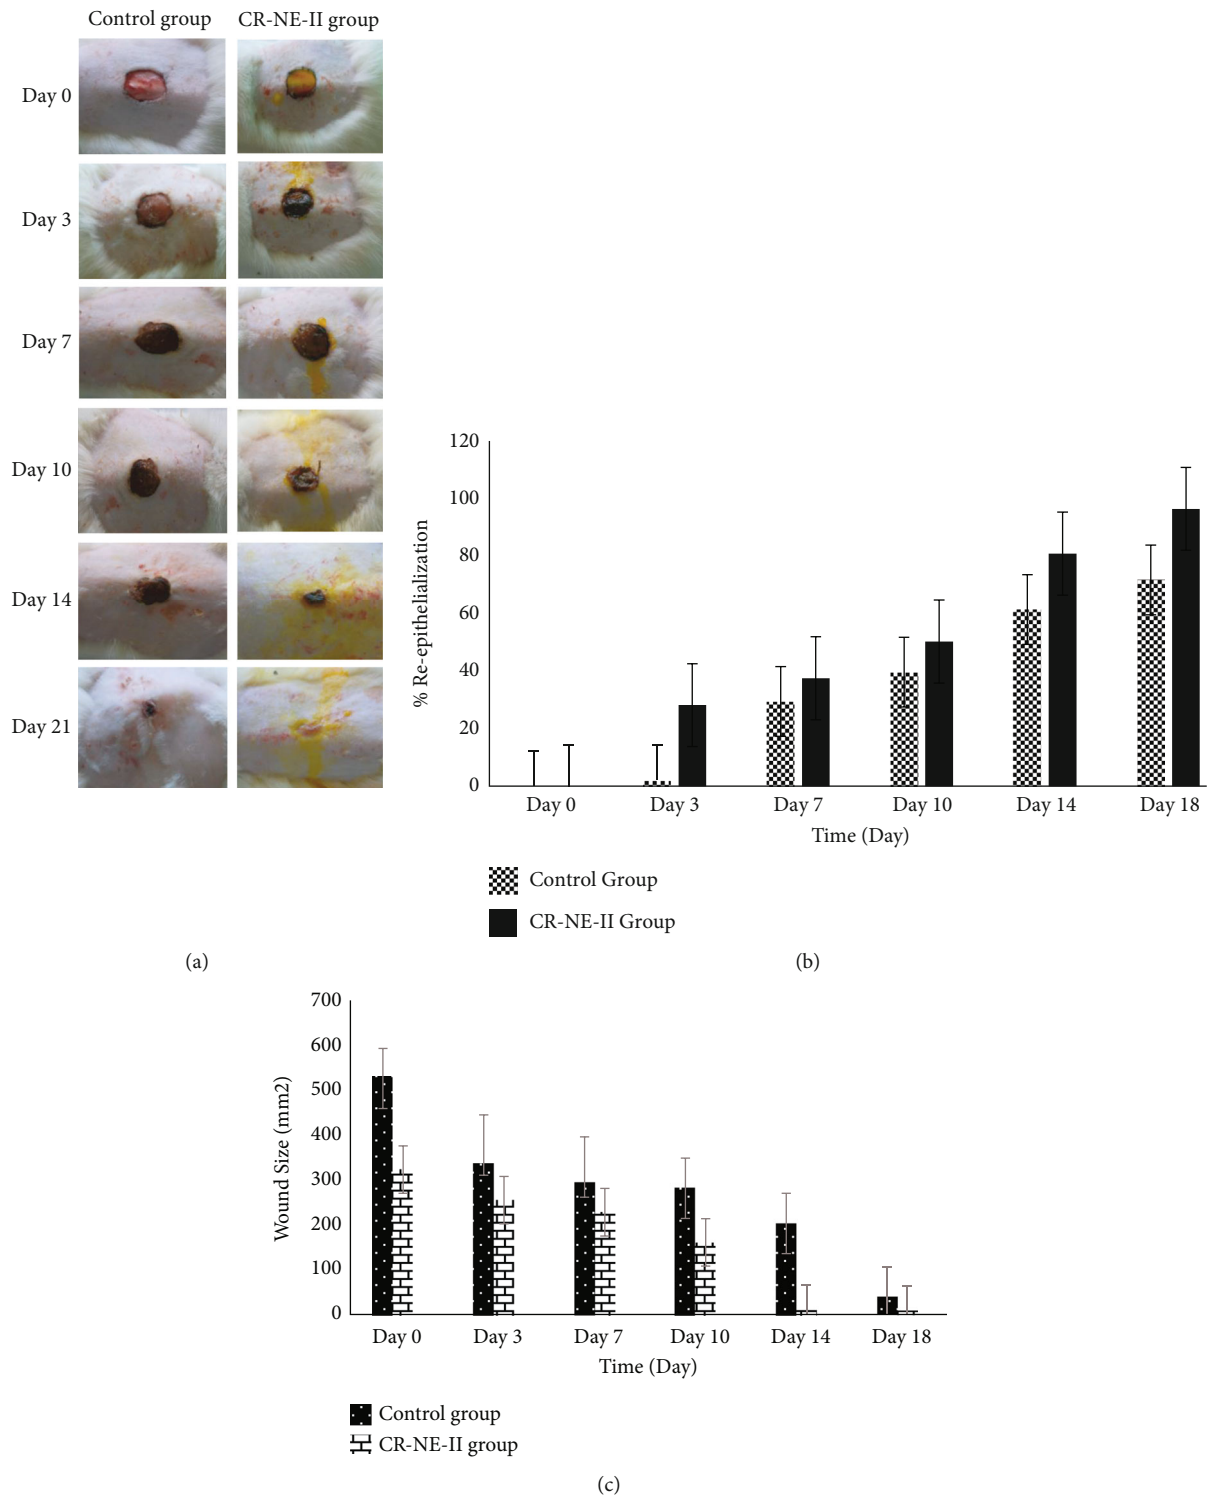 Control group CR-NE-II group
Day 0
Day 3
Day 7
Day 10
Day 14
Day 21
(a)
120
100
80
60
40
20
0
% Re-epithelialization
Day 0 Day 3 Day 7 Day 10 Day 14 Day 18
Time (Day)
Control Group
CR-NE-II Group
(b)
700
600
500
400
300
200
100
0
Wound Size (mm2)
Day 0 Day 3 Day 7 Day 10 Day 14 Day 18
Time (Day)
Control group
CR-NE-II group
(c)